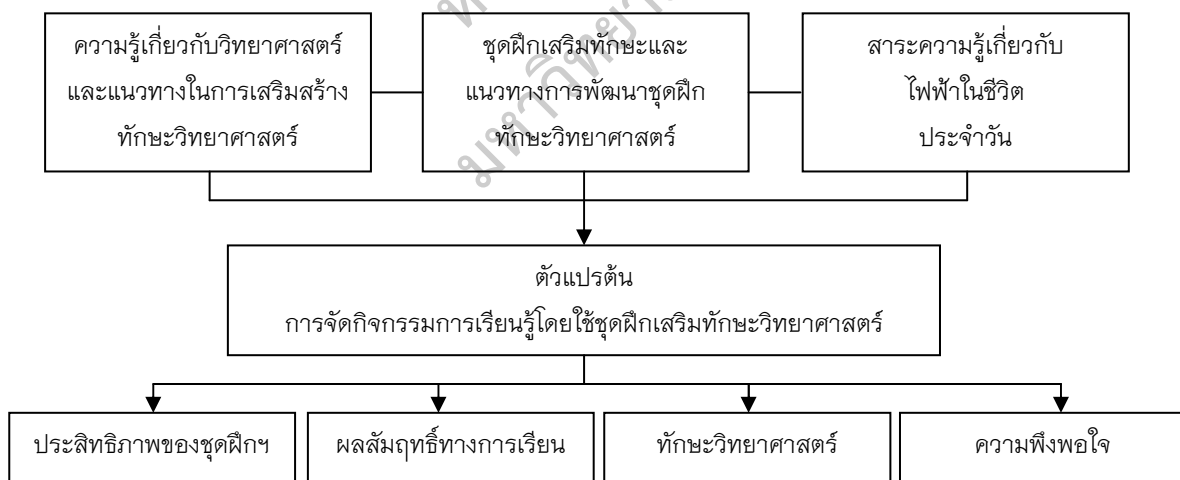 ความรู้เกี่ยวกับวิทยาศาสตร์
และแนวทางในการเสริมสร้าง
ทักษะวิทยาศาสตร์
ชุดฝึกเสริมทักษะและ
แนวทางการพัฒนาชุดฝึก
ทักษะวิทยาศาสตร์
สาระความรู้เกี่ยวกับ
ไฟฟ้าในชีวิต
ประจำวัน
ตัวแปรต้น
การจัดกิจกรรมการเรียนรู้โดยใช้ชุดฝึกเสริมทักษะวิทยาศาสตร์
ประสิทธิภาพของชุดฝึกฯ
ผลสัมฤทธิ์ทางการเรียน
ทักษะวิทยาศาสตร์
ความพึงพอใจ